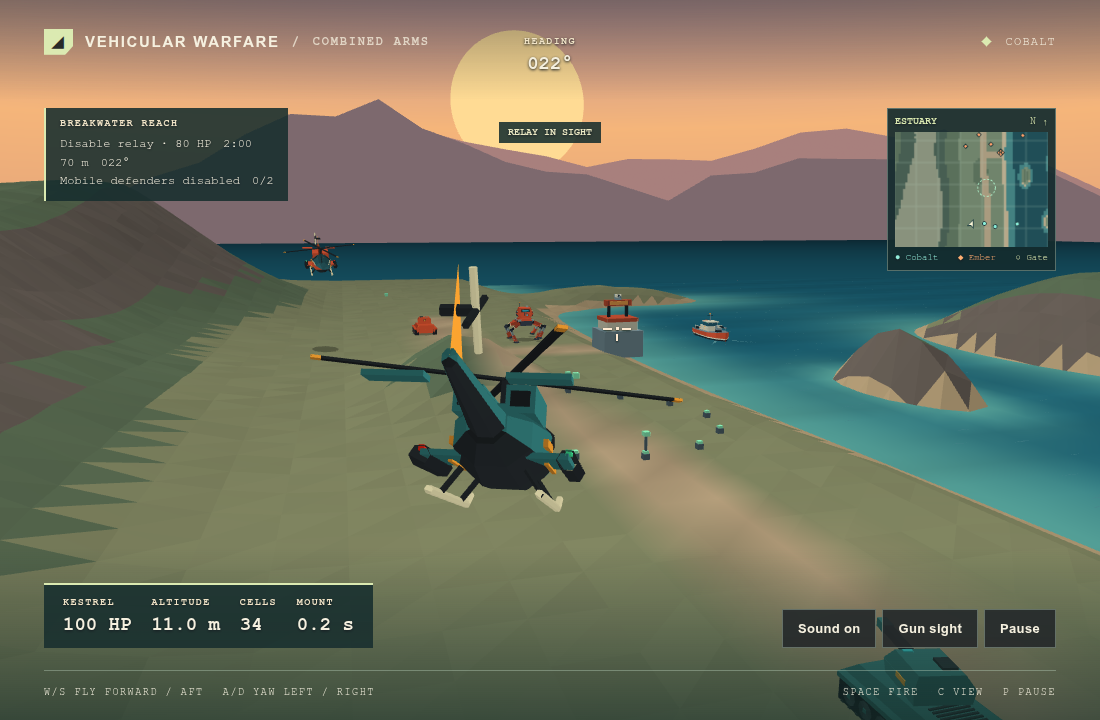 VEHICULAR WARFARE / COMBINED ARMS
HEADING
022°
COBALT
BREAKWATER REACH
Disable relay · 80 HP 2:00
70 m 022°
Mobile defenders disabled 0/2
RELAY IN SIGHT
ESTUARY N ↑
Cobalt Ember Gate
KESTREL ALTITUDE CELLS MOUNT
100 HP 11.0 m 34 0.2 s
Sound on Gun sight Pause
W/S FLY FORWARD / AFT A/D YAW LEFT / RIGHT
SPACE FIRE C VIEW P PAUSE